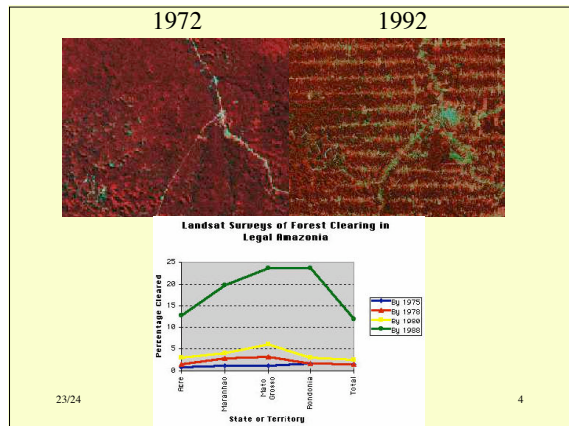 1972 1992
Landsat Surveys of Forest Clearing in
Legal Amazonia
Percentage Cleared
25
20
15
10
5
0
Acre
Maranhao
Mato
Grosso
Rondonia
Total
State or Territory
By 1975
By 1978
By 1980
By 1988
23/24 4